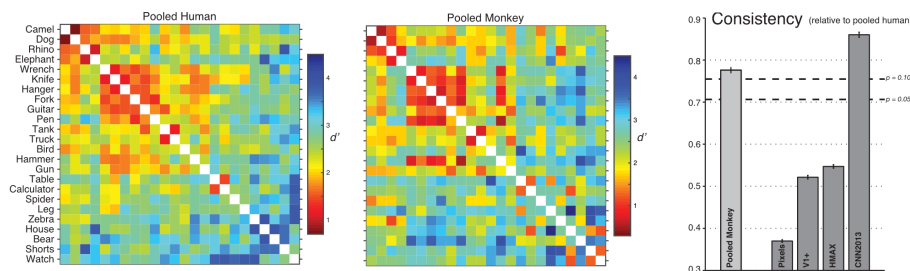 Pooled Human
Camel
Dog
Rhino
Elephant
Wrench
Knife
Hanger
Fork
Guitar
Pen
Tank
Truck
Bird
Hammer
Gun
Table
Calculator
Spider
Leg
Zebra
House
Bear
Shorts
Watch
4
3
d'
2
1
Pooled Monkey
4
3
d'
2
1
Consistency (relative to pooled human
0.9
0.8
0.7
0.6
0.5
0.4
0.3
p = 0.10
p = 0.05
Pooled Monkey
Pixels
V1+
HMAX
CNN2013